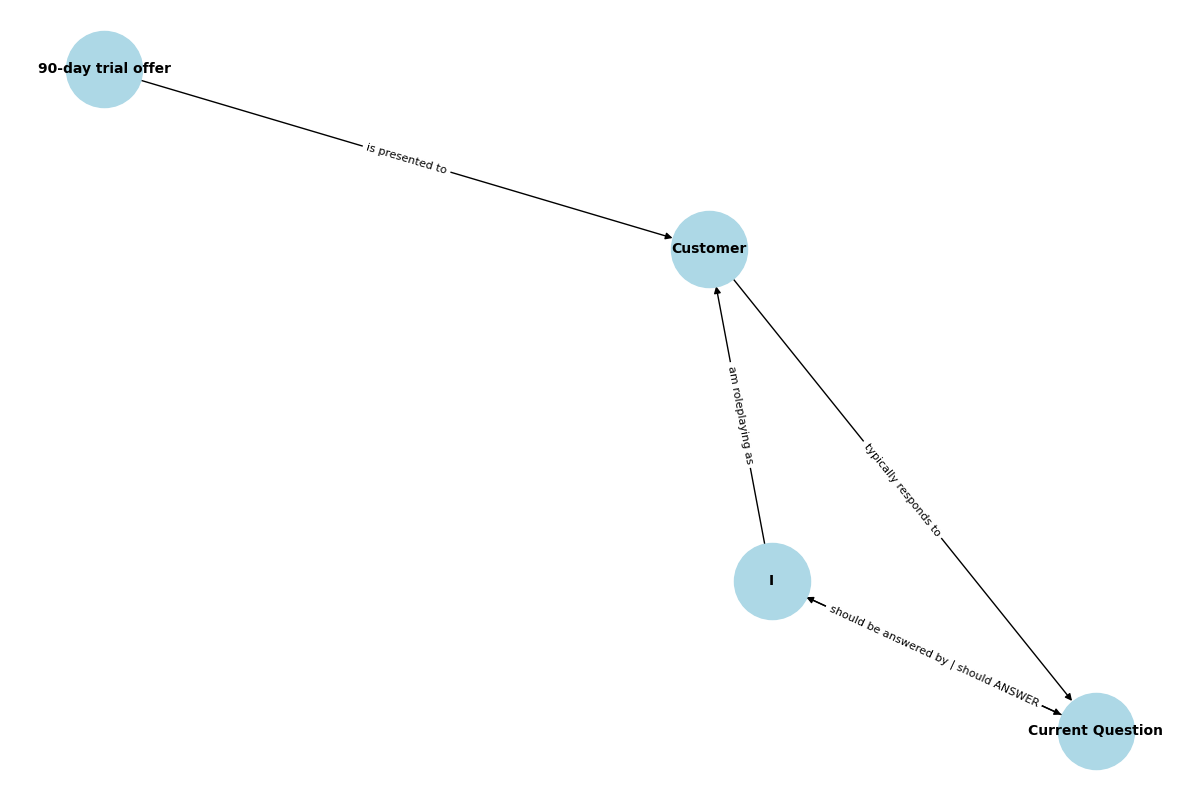 90-day trial offer
is presented to
Customer
am roleplaying as
typically responds to
I
should be answered by | should ANSWER
Current Question